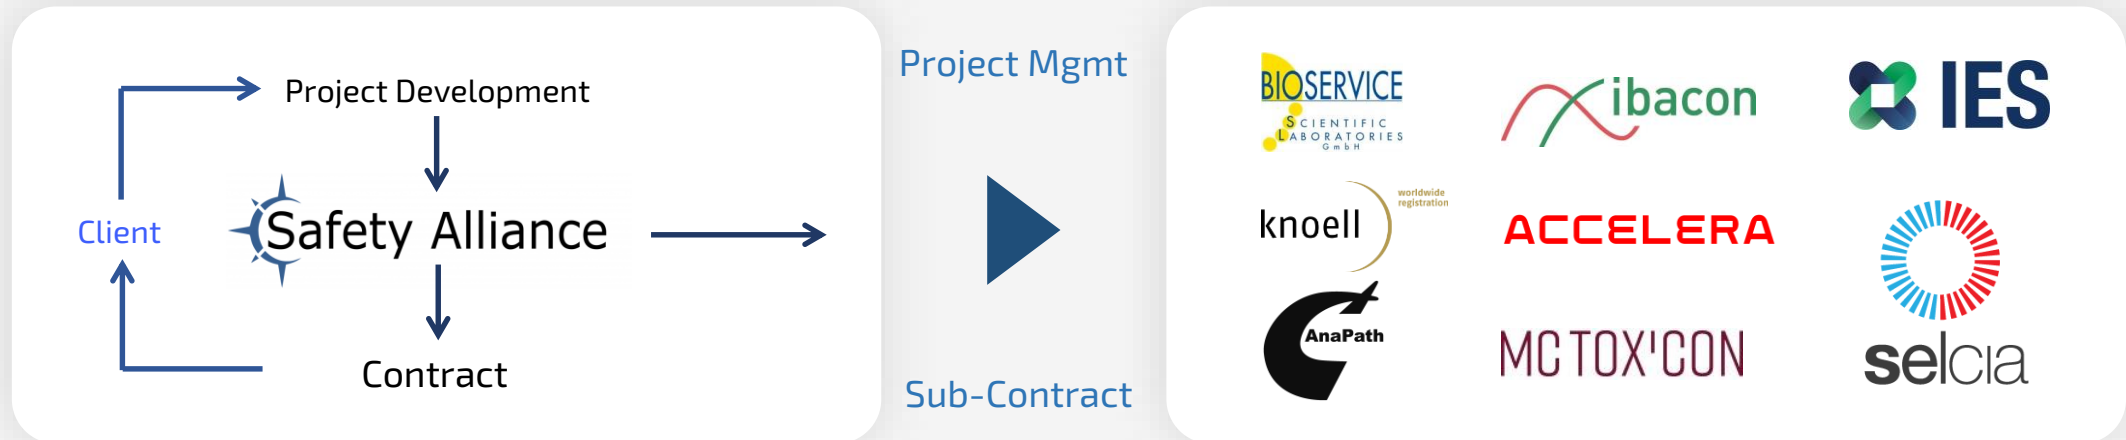 Project Development
Client
Safety Alliance
Contract
Project Mgmt
Sub-Contract
BIOSERVICE
SCIENTIFIC
LABORATORIES
GmbH
ibacon
IES
knoell
worldwide
registration
ACCELERA
AnaPath
MC TOX'CON
selcia